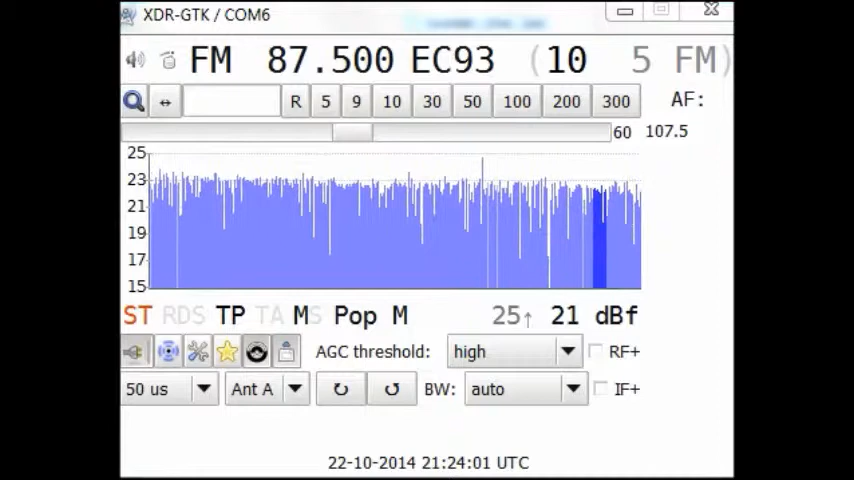 XDR-GTK / COM6
FM 87.500 EC93 (10 5 FM)
R 5 9 10 30 50 100 200 300 AF:
60 107.5
25
23
21
19
17
15
ST RDS TP TA MS Pop M 25↑ 21 dBf
AGC threshold: high RF+
50 us Ant A ↻ ↺ BW: auto IF+
22-10-2014 21:24:01 UTC